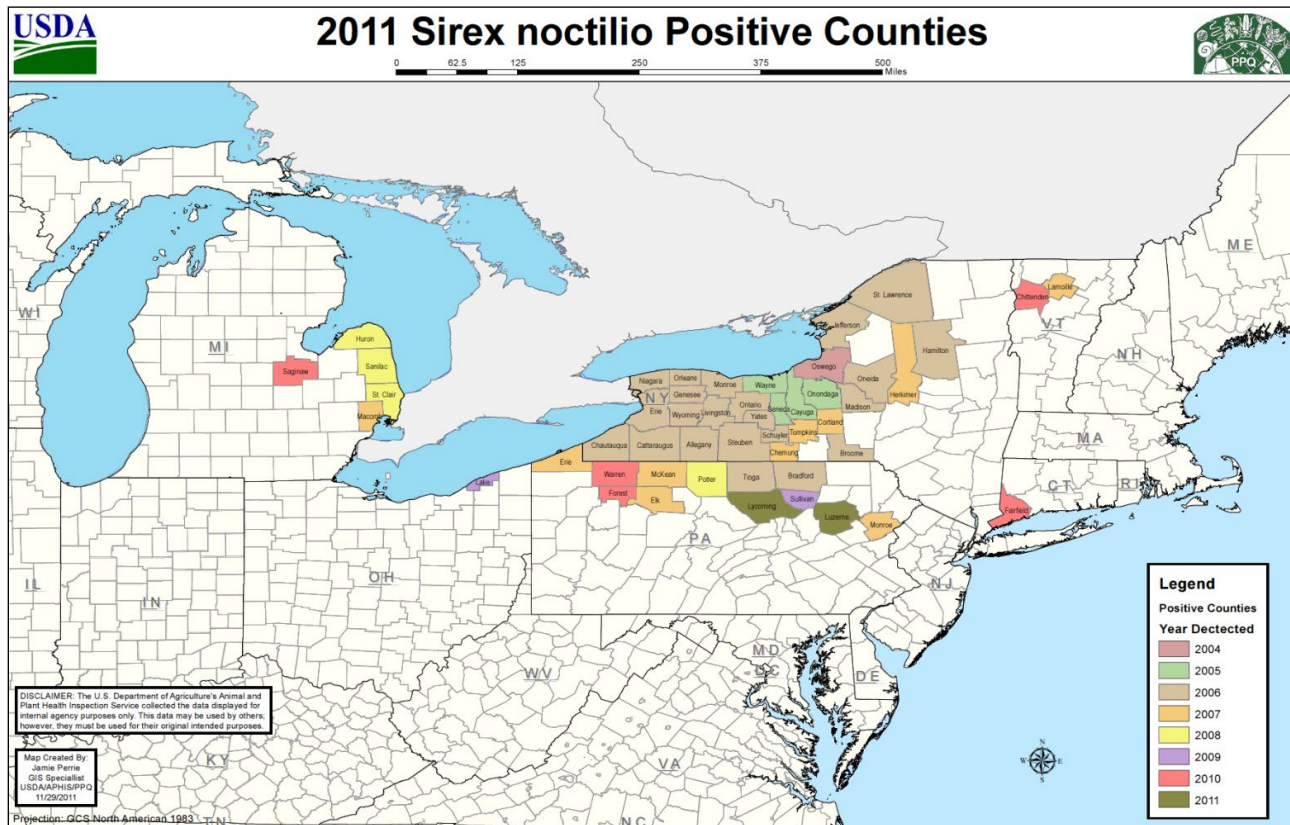 USDA
2011 Sirex noctilio Positive Counties
PPQ
0 62.5 125 250 375 500
Miles
ME
WI
MI
VT
NH
NY
MA
CT
RI
PA
NJ
OH
IN
IL
WV
MD
DC
DE
KY
VA
TN
NC
St. Lawrence
Jefferson
Chittenden
Lamoille
Huron
Sanilac
Saginaw
St. Clair
Macomb
Oswego
Hamilton
Oneida
Herkimer
Niagara
Orleans
Monroe
Wayne
Onondaga
Genesee
Ontario
Seneca
Cayuga
Madison
Erie
Wyoming
Livingston
Yates
Cortland
Tompkins
Schuyler
Chautauqua
Cattaraugus
Allegany
Steuben
Chemung
Broome
Erie
Warren
McKean
Potter
Tioga
Bradford
Lake
Forest
Elk
Lycoming
Sullivan
Luzerne
Monroe
Fairfield
Legend
Positive Counties
Year Dectected
2004
2005
2006
2007
2008
2009
2010
2011
N
W
E
S
DISCLAIMER: The U.S. Department of Agriculture's Animal and
Plant Health Inspection Service collected the data displayed for
internal agency purposes only. This data may be used by others;
however, they must be used for their original intended purposes.
Map Created By:
Jamie Perrie
GIS Speciallist
USDA/APHIS/PPQ
11/29/2011
Projection: GCS North American 1983